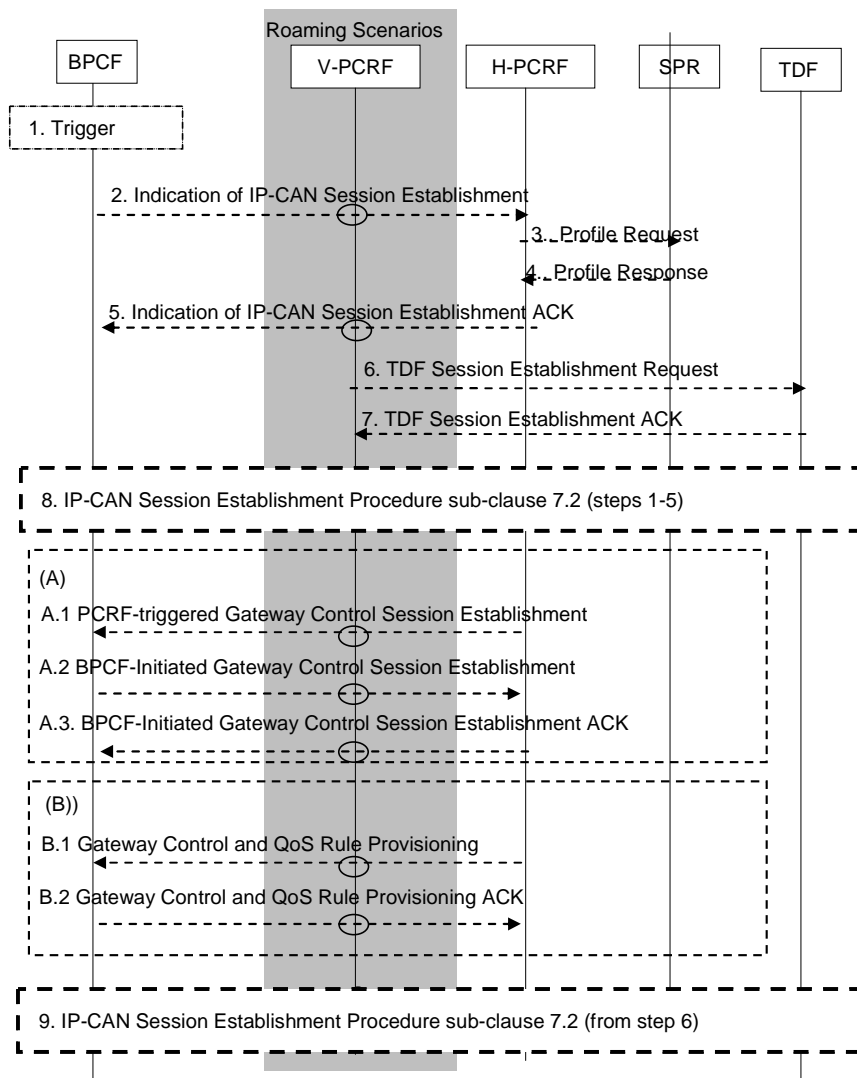 Roaming Scenarios
BPCF
V-PCRF
H-PCRF
SPR
TDF
1. Trigger
2. Indication of IP-CAN Session Establishment
3.. Profile Request
4.. Profile Response
5. Indication of IP-CAN Session Establishment ACK
6. TDF Session Establishment Request
7. TDF Session Establishment ACK
8. IP-CAN Session Establishment Procedure sub-clause 7.2 (steps 1-5)
(A)
A.1 PCRF-triggered Gateway Control Session Establishment
A.2 BPCF-Initiated Gateway Control Session Establishment
A.3. BPCF-Initiated Gateway Control Session Establishment ACK
(B))
B.1 Gateway Control and QoS Rule Provisioning
B.2 Gateway Control and QoS Rule Provisioning ACK
9. IP-CAN Session Establishment Procedure sub-clause 7.2 (from step 6)